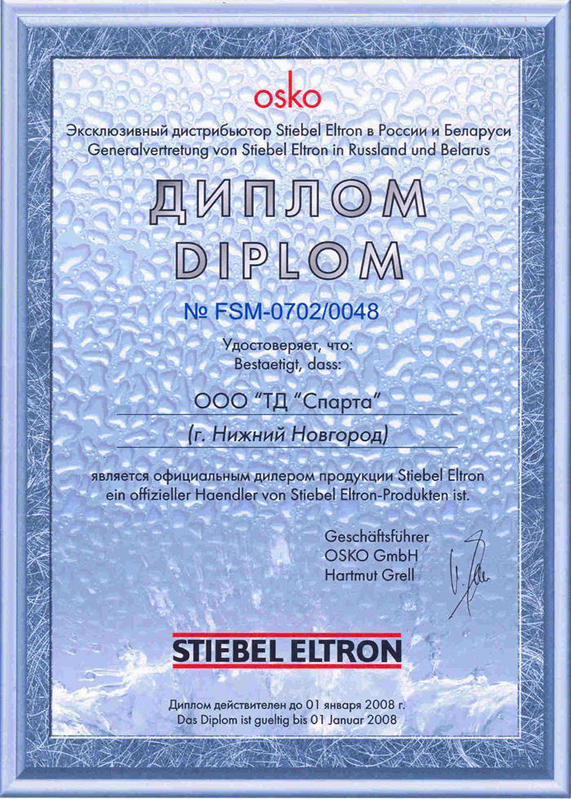 osko
Эксклюзивный дистрибьютор Stiebel Eltron в России и Беларуси
Generalvertretung von Stiebel Eltron in Russland und Belarus
ДИПЛОМ
DIPLOM
№ FSM-0702/0048
Удостоверяет, что:
Bestaetigt, dass:
ООО "ТД "Спарта"
(г. Нижний Новгород)
является официальным дилером продукции Stiebel Eltron
ein offizieller Haendler von Stiebel Eltron-Produkten ist.
Geschäftsführer
OSKO GmbH
Hartmut Grell
STIEBEL ELTRON
Диплом действителен до 01 января 2008 г.
Das Diplom ist gueltig bis 01 Januar 2008